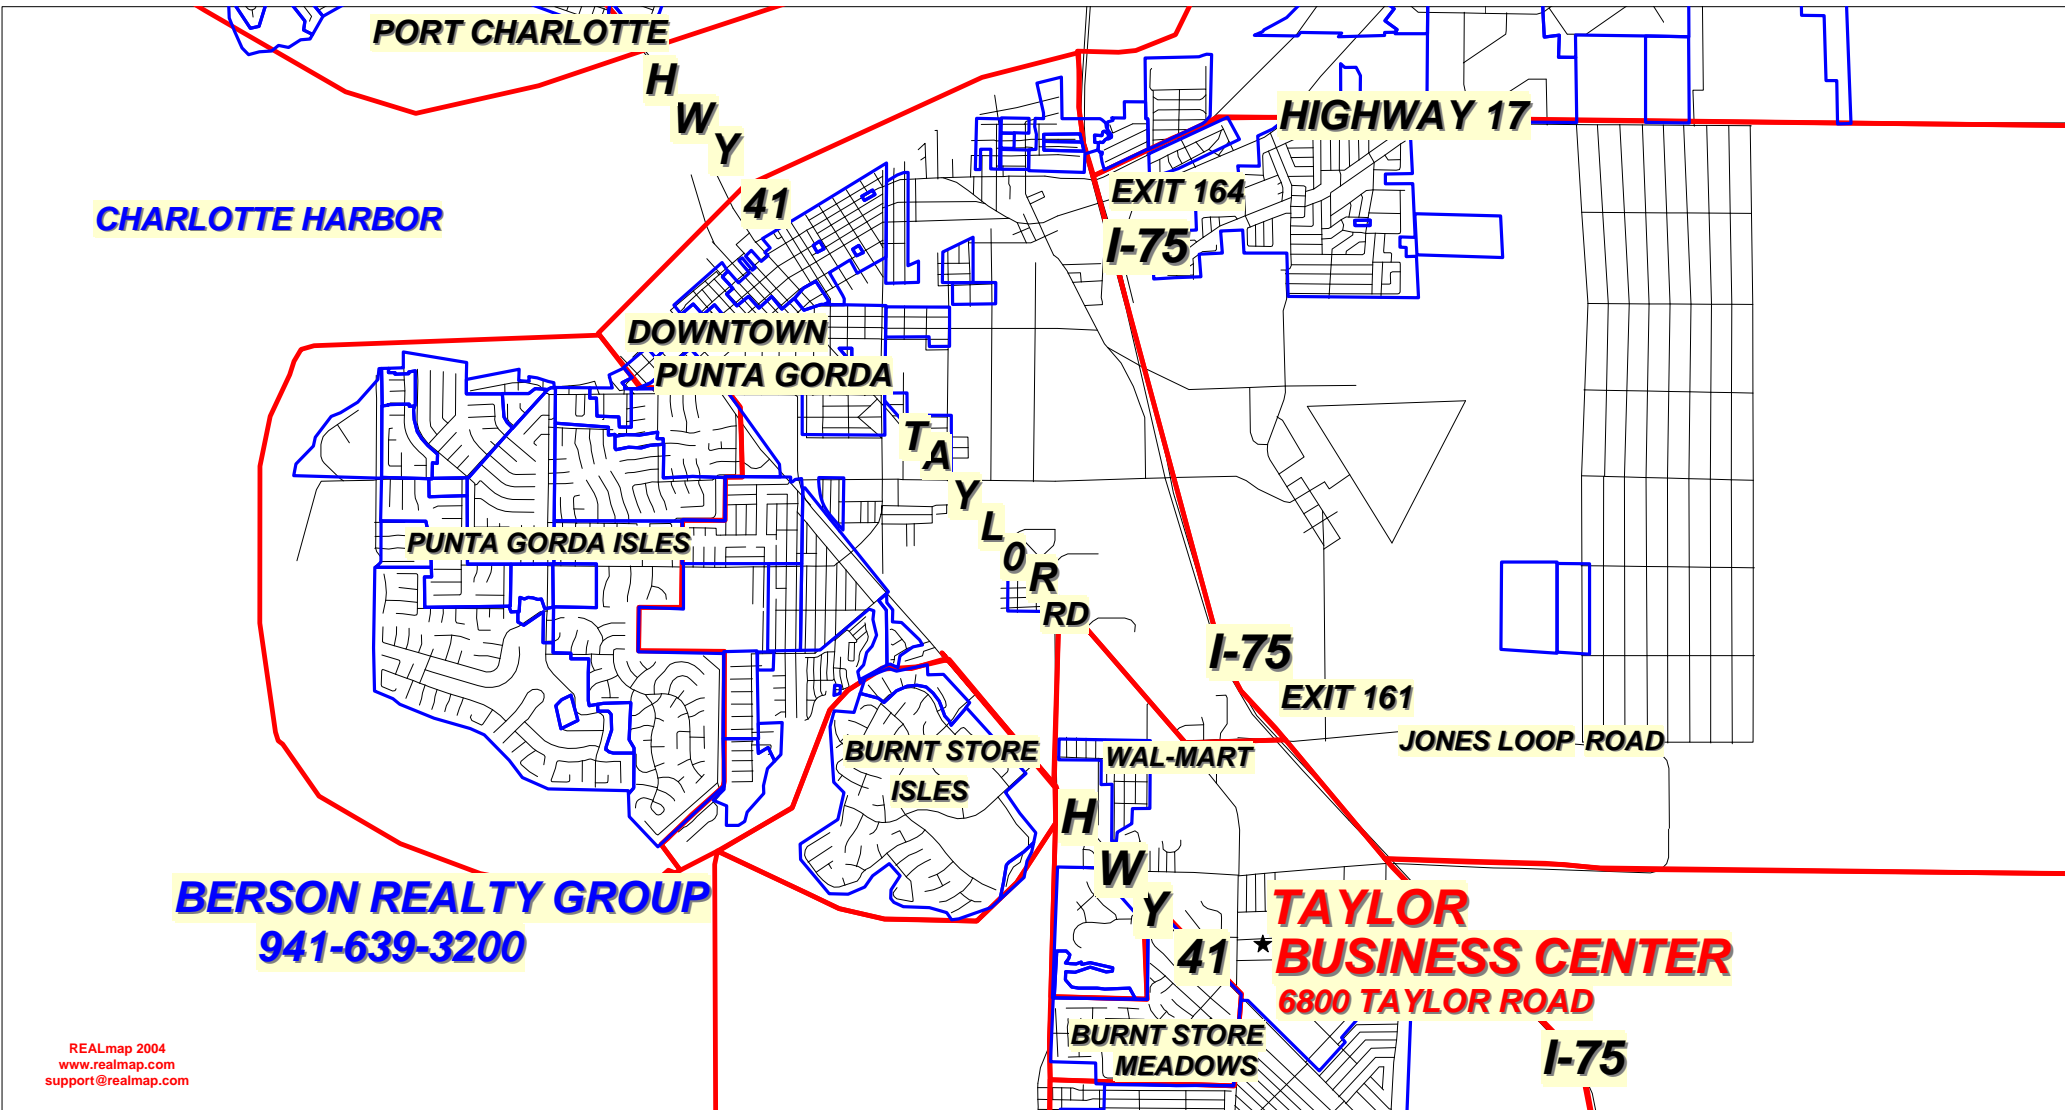 PORT CHARLOTTE
HWY
41
HIGHWAY 17
EXIT 164
I-75
CHARLOTTE HARBOR
DOWNTOWN
PUNTA GORDA
TAYL0R
RD
PUNTA GORDA ISLES
I-75
EXIT 161
JONES LOOP ROAD
BURNT STORE
ISLES
WAL-MART
HWY
41
BERSON REALTY GROUP
941-639-3200
TAYLOR
BUSINESS CENTER
6800 TAYLOR ROAD
BURNT STORE
MEADOWS
I-75
REALmap 2004
www.realmap.com
support@realmap.com